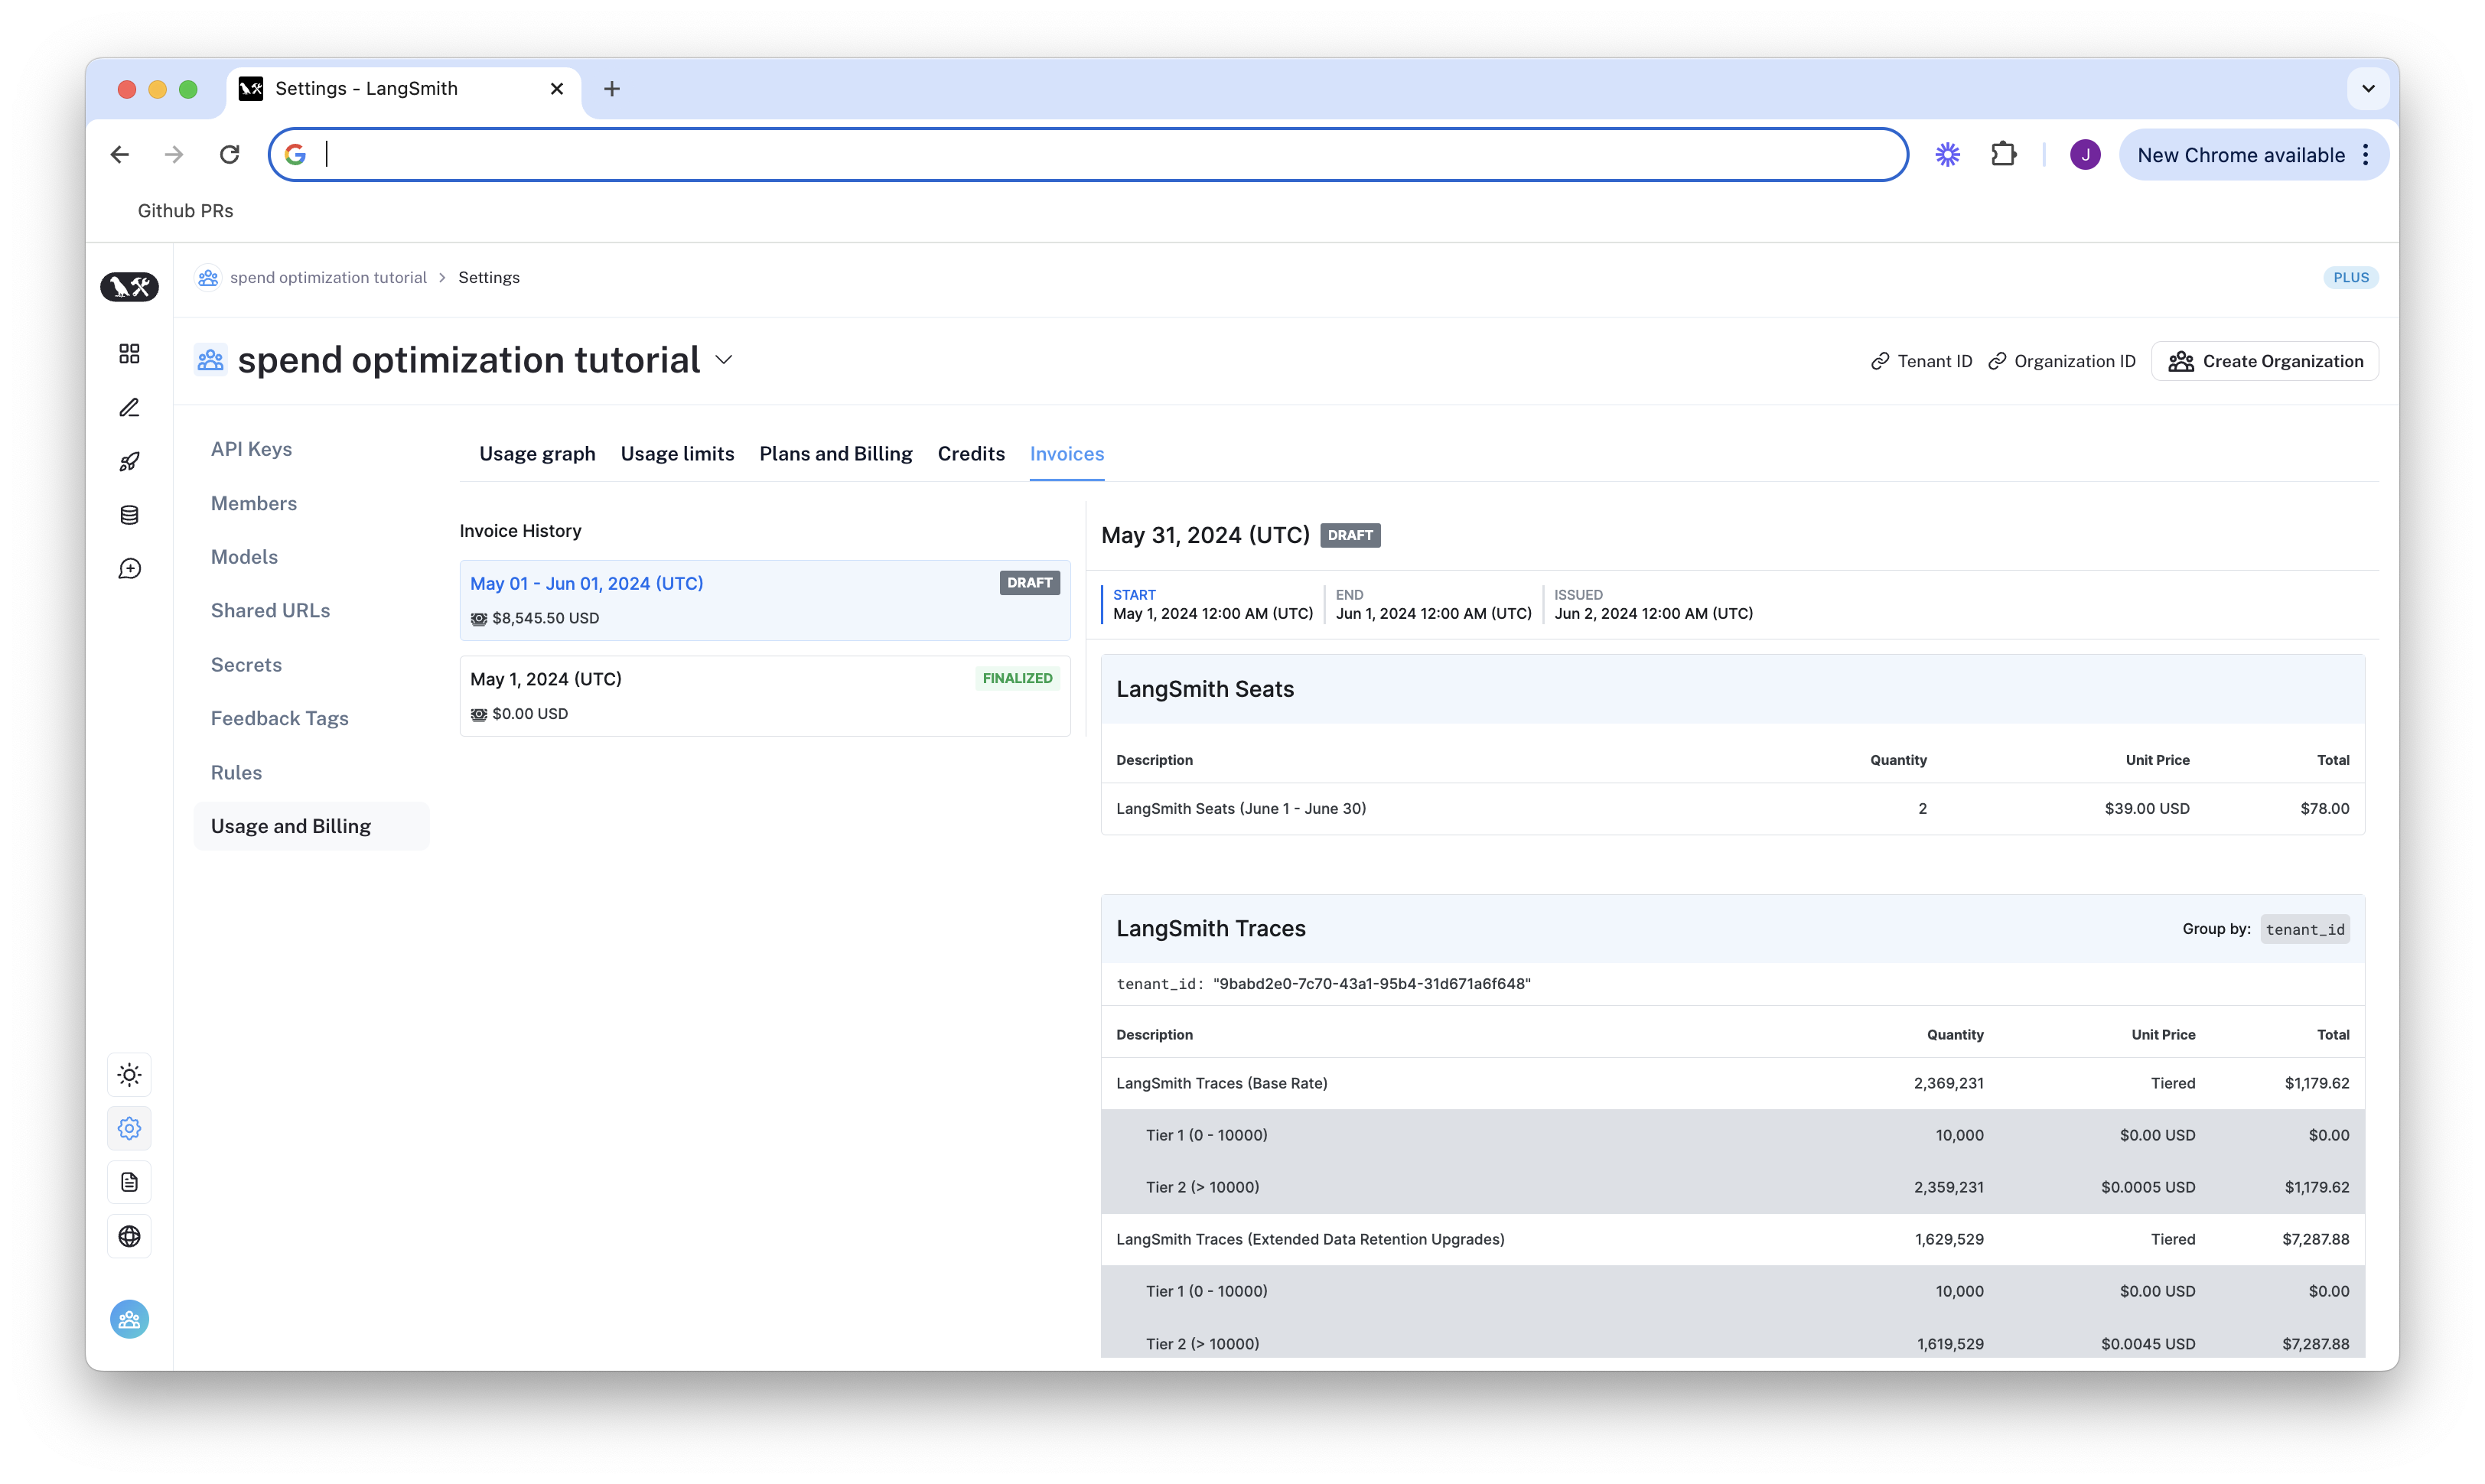 Settings - LangSmith
New Chrome available
J
Github PRs
spend optimization tutorial > Settings
PLUS
spend optimization tutorial
Tenant ID
Organization ID
Create Organization
API Keys
Members
Models
Shared URLs
Secrets
Feedback Tags
Rules
Usage and Billing
Usage graph
Usage limits
Plans and Billing
Credits
Invoices
Invoice History
May 01 - Jun 01, 2024 (UTC)
DRAFT
$8,545.50 USD
May 1, 2024 (UTC)
FINALIZED
$0.00 USD
May 31, 2024 (UTC) DRAFT
START
May 1, 2024 12:00 AM (UTC)
END
Jun 1, 2024 12:00 AM (UTC)
ISSUED
Jun 2, 2024 12:00 AM (UTC)
LangSmith Seats
Description Quantity Unit Price Total
LangSmith Seats (June 1 - June 30) 2 $39.00 USD $78.00
LangSmith Traces
Group by: tenant_id
tenant_id: "9babd2e0-7c70-43a1-95b4-31d671a6f648"
Description Quantity Unit Price Total
LangSmith Traces (Base Rate) 2,369,231 Tiered $1,179.62
Tier 1 (0 - 10000) 10,000 $0.00 USD $0.00
Tier 2 (> 10000) 2,359,231 $0.0005 USD $1,179.62
LangSmith Traces (Extended Data Retention Upgrades) 1,629,529 Tiered $7,287.88
Tier 1 (0 - 10000) 10,000 $0.00 USD $0.00
Tier 2 (> 10000) 1,619,529 $0.0045 USD $7,287.88